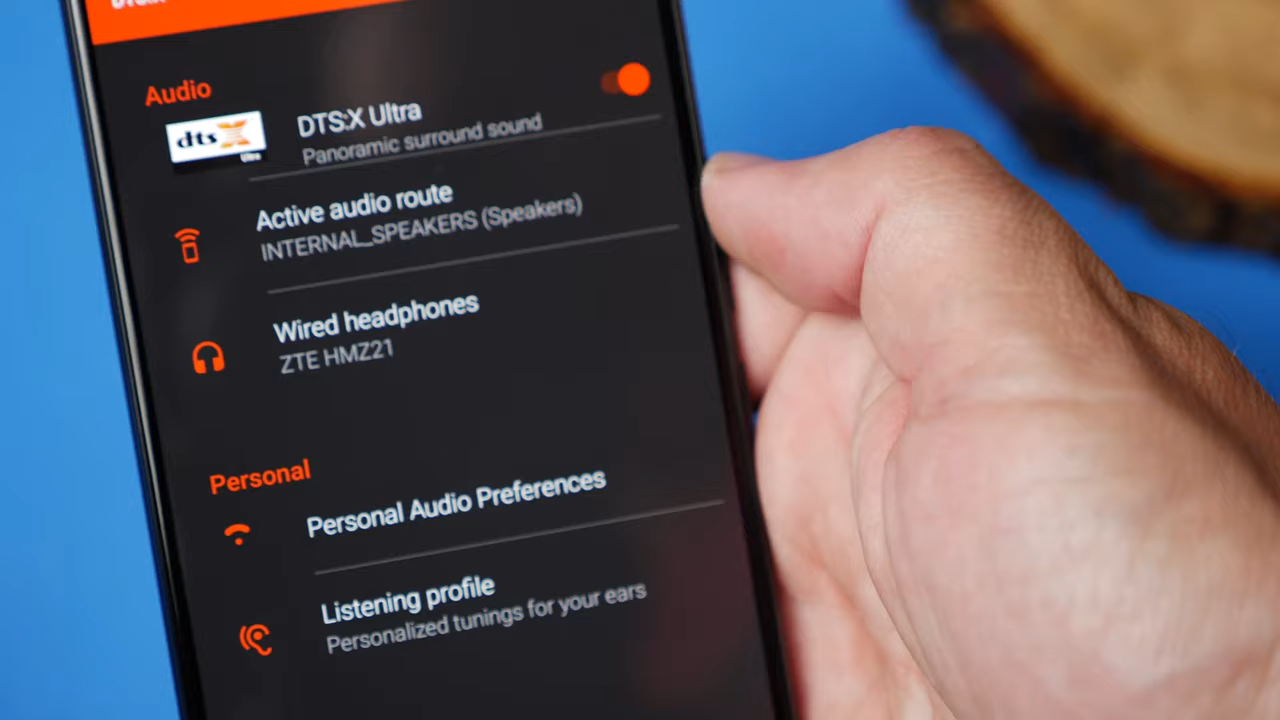 Audio
dts X
Ultra
DTS:X Ultra
Panoramic surround sound
Active audio route
INTERNAL_SPEAKERS (Speakers)
Wired headphones
ZTE HMZ21
Personal
Personal Audio Preferences
Listening profile
Personalized tunings for your ears